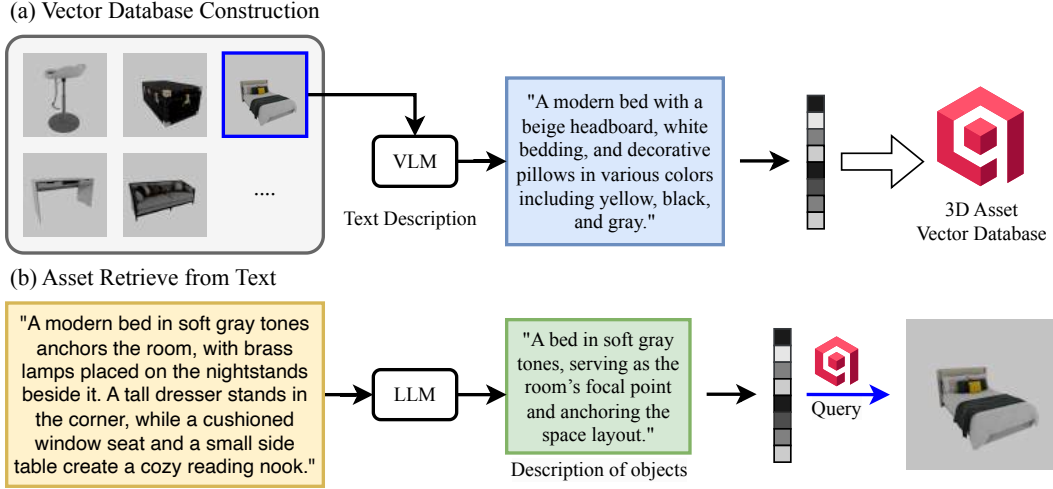 (a) Vector Database Construction
....
VLM
Text Description
"A modern bed with a
beige headboard, white
bedding, and decorative
pillows in various colors
including yellow, black,
and gray."
3D Asset
Vector Database
(b) Asset Retrieve from Text
"A modern bed in soft gray tones
anchors the room, with brass
lamps placed on the nightstands
beside it. A tall dresser stands in
the corner, while a cushioned
window seat and a small side
table create a cozy reading nook."
LLM
"A bed in soft gray
tones, serving as the
room's focal point
and anchoring the
space layout."
Description of objects
Query